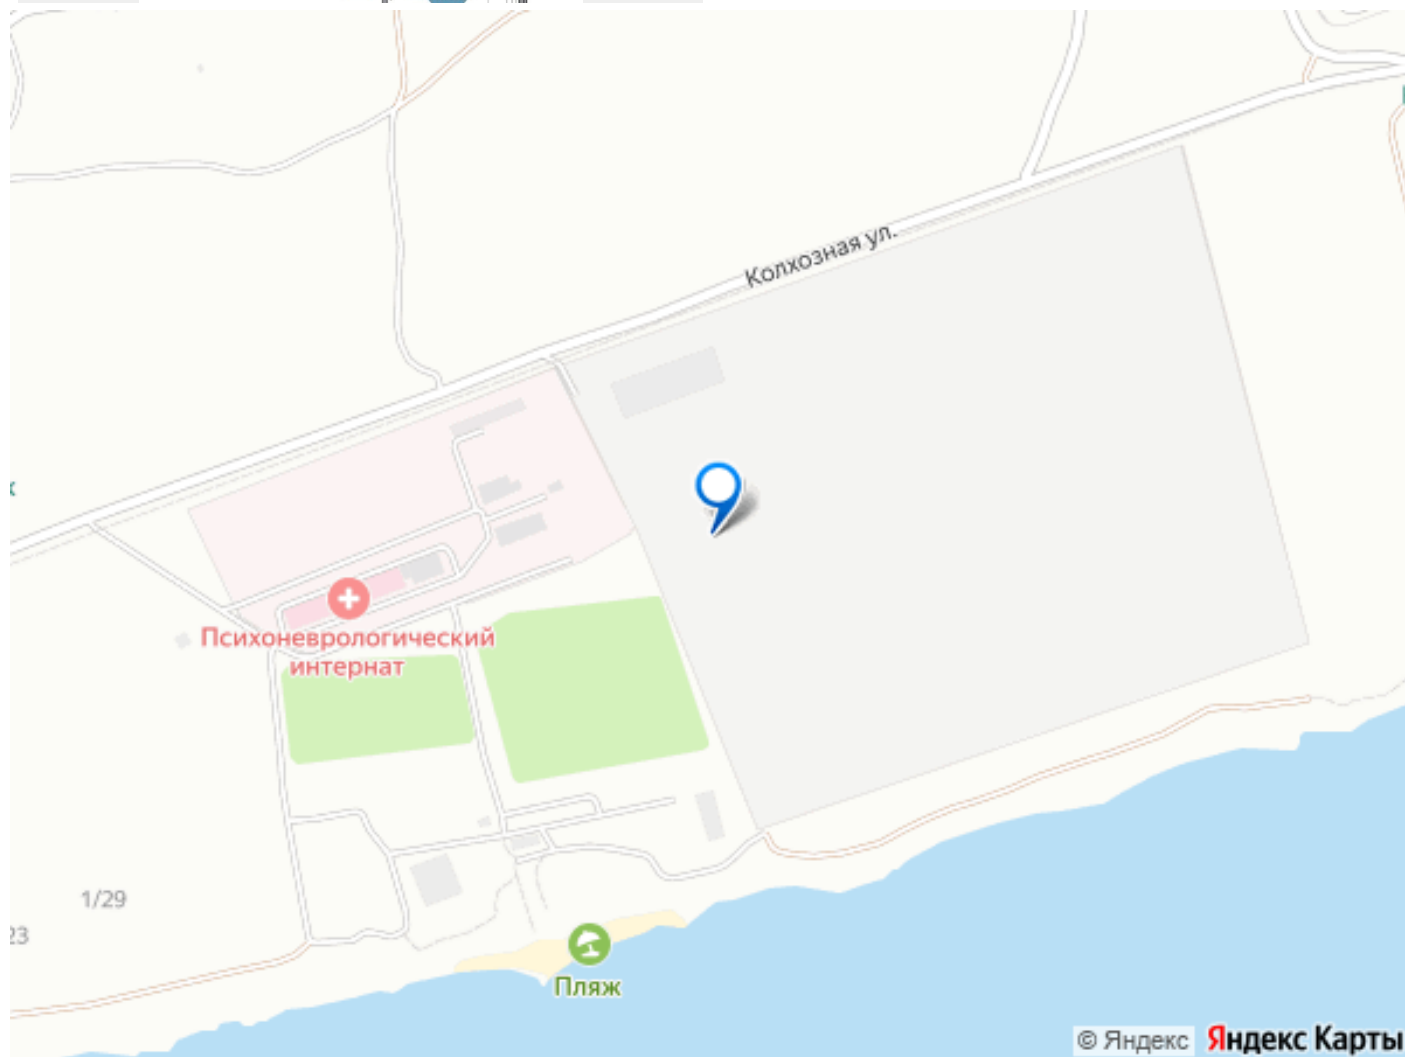 Колхозная ул.
Психоневрологический
интернат
1/29
23
Пляж
© Яндекс Яндекс Карты